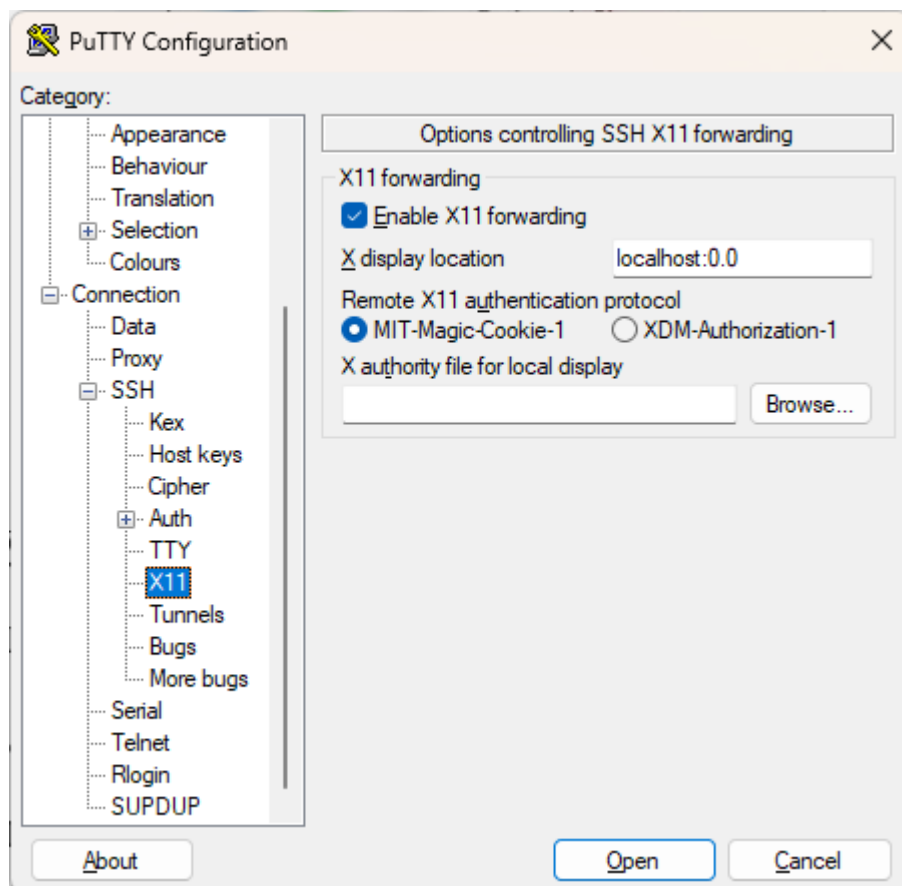 PuTTY Configuration
Category:
Appearance
Behaviour
Translation
Selection
Colours
Connection
Data
Proxy
SSH
Kex
Host keys
Cipher
Auth
TTY
X11
Tunnels
Bugs
More bugs
Serial
Telnet
Rlogin
SUPDUP
Options controlling SSH X11 forwarding
X11 forwarding
Enable X11 forwarding
X display location localhost:0.0
Remote X11 authentication protocol
MIT-Magic-Cookie-1 XDM-Authorization-1
X authority file for local display
Browse...
About Open Cancel